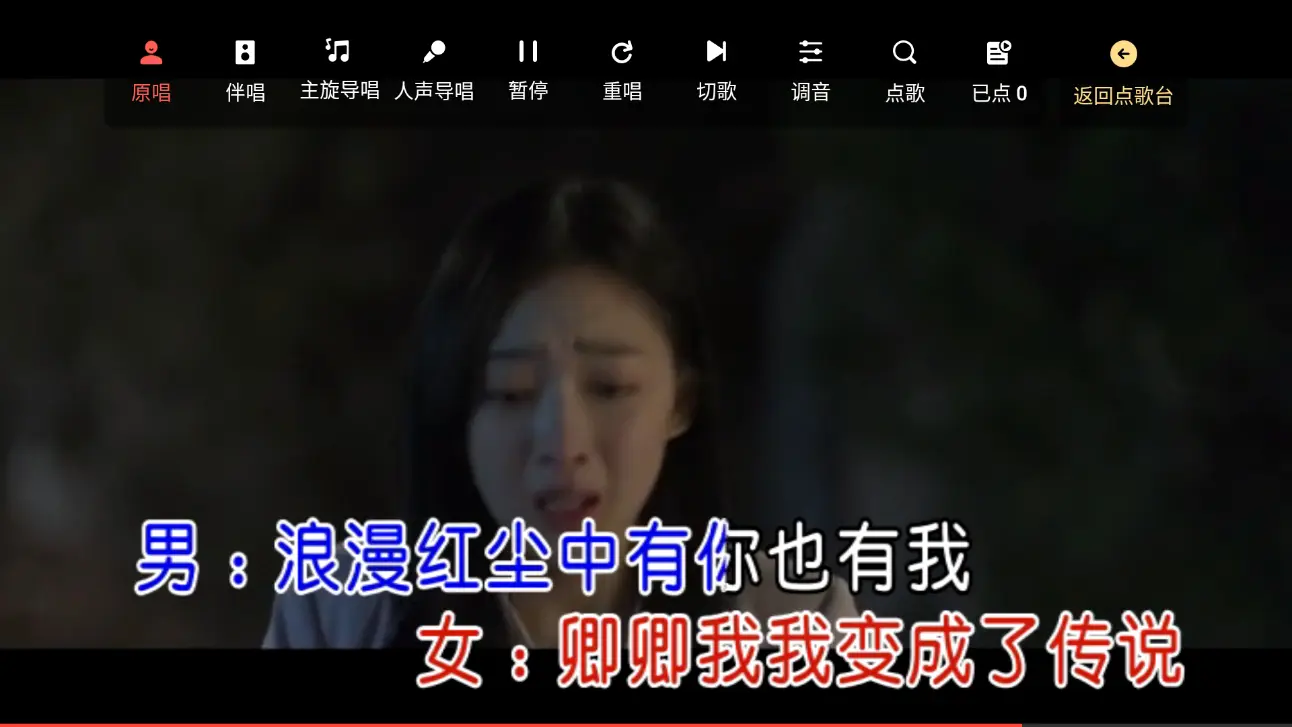 原唱 伴唱 主旋导唱 人声导唱 暂停 重唱 切歌 调音 点歌 已点 0 返回点歌台
男：浪漫红尘中有你也有我
女：卿卿我我变成了传说